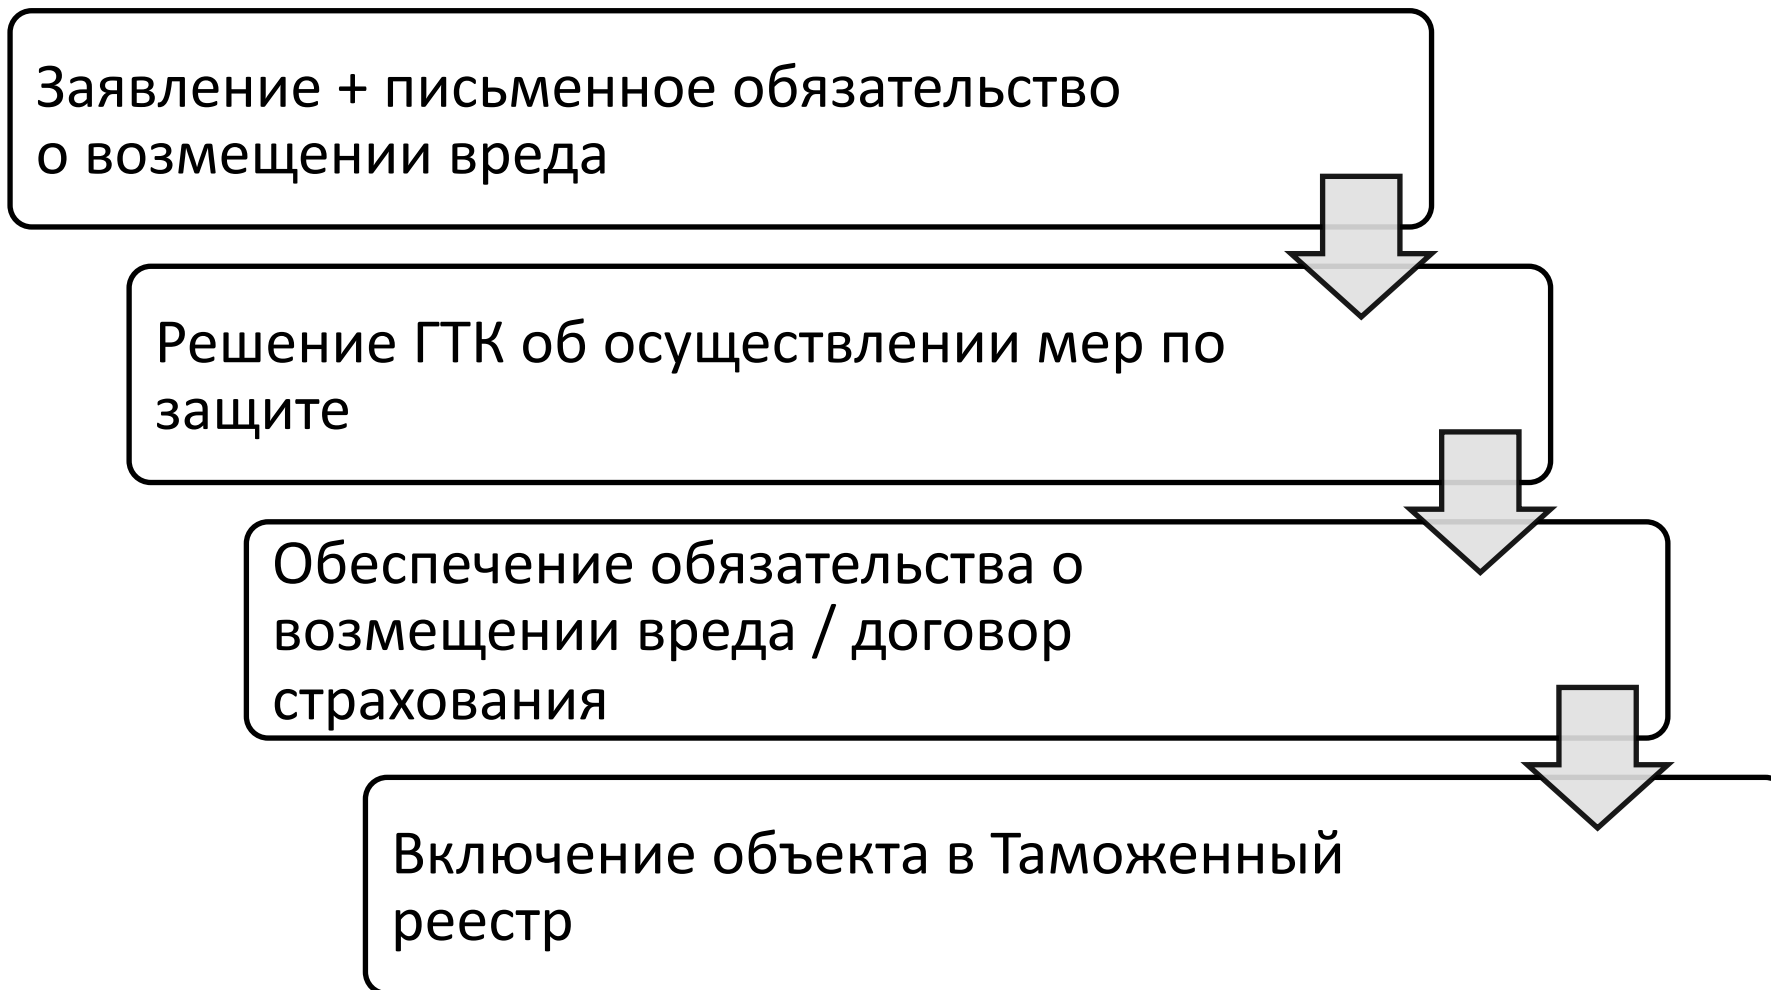 Заявление + письменное обязательство
о возмещении вреда
Решение ГТК об осуществлении мер по
защите
Обеспечение обязательства о
возмещении вреда / договор
страхования
Включение объекта в Таможенный
реестр